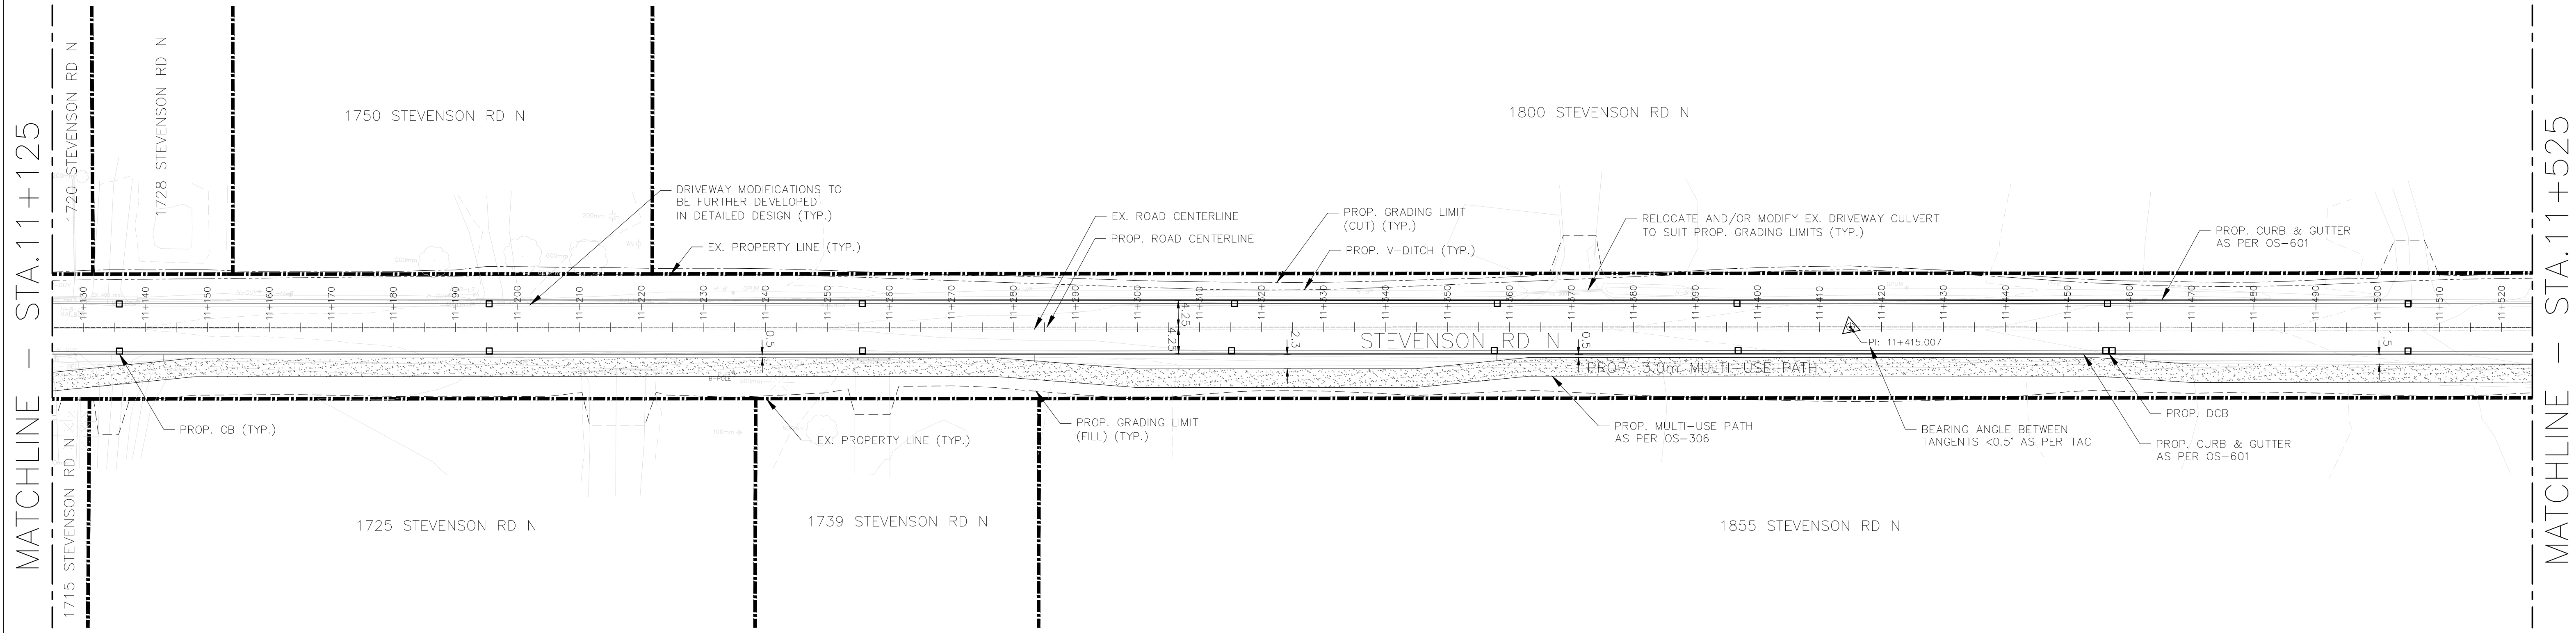 MATCHLINE – STA.11+125
1720 STEVENSON RD N
1728 STEVENSON RD N
1750 STEVENSON RD N
1800 STEVENSON RD N
DRIVEWAY MODIFICATIONS TO
BE FURTHER DEVELOPED
IN DETAILED DESIGN (TYP.)
EX. PROPERTY LINE (TYP.)
EX. ROAD CENTERLINE
PROP. ROAD CENTERLINE
PROP. GRADING LIMIT
(CUT) (TYP.)
PROP. V-DITCH (TYP.)
RELOCATE AND/OR MODIFY EX. DRIVEWAY CULVERT
TO SUIT PROP. GRADING LIMITS (TYP.)
PROP. CURB & GUTTER
AS PER OS-601
200mm
500mm
600mm
11+130
11+140
11+150
11+160
11+170
11+180
11+190
11+200
11+210
11+220
11+230
11+240
11+250
11+260
11+270
11+280
11+290
11+300
11+310
11+320
11+330
11+340
11+350
11+360
11+370
11+380
11+390
11+400
11+410
11+420
11+430
11+440
11+450
11+460
11+470
11+480
11+490
11+500
11+510
11+520
4.25
4.25
0.5
2.3
STEVENSON RD N
0.5
PI: 11+415.007
1.5
PROP. 3.0m MULTI-USE PATH
B-POLE
100mm
PROP. CB (TYP.)
EX. PROPERTY LINE (TYP.)
PROP. GRADING LIMIT
(FILL) (TYP.)
PROP. MULTI-USE PATH
AS PER OS-306
BEARING ANGLE BETWEEN
TANGENTS <0.5° AS PER TAC
PROP. DCB
PROP. CURB & GUTTER
AS PER OS-601
1715 STEVENSON RD N
1725 STEVENSON RD N
1739 STEVENSON RD N
1855 STEVENSON RD N
MATCHLINE – STA.11+525